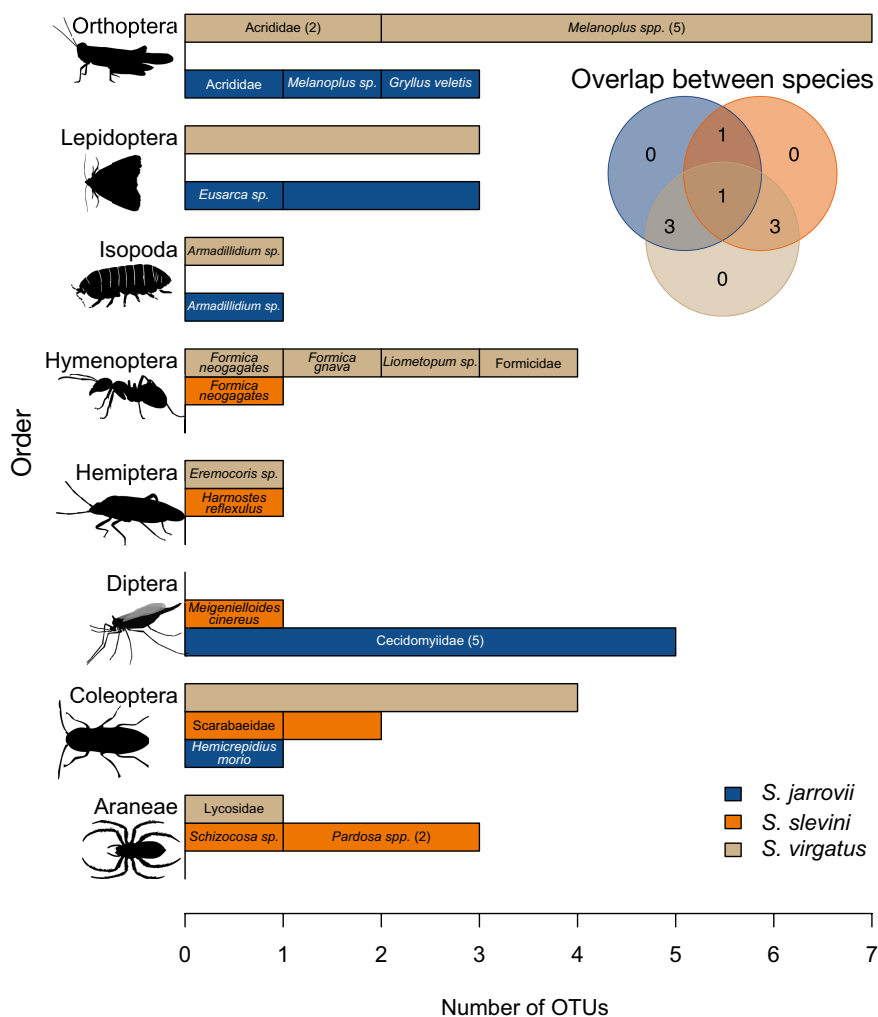 Orthoptera
Acrididae (2)
Melanoplus spp. (5)
Acrididae
Melanoplus sp.
Gryllus veletis
Overlap between species
0
1
0
1
3
3
0
Lepidoptera
Eusarca sp.
Isopoda
Armadillidium sp.
Armadillidium sp.
Hymenoptera
Formica
neogagates
Formica
gnava
Liometopum sp.
Formicidae
Formica
neogagates
Order
Hemiptera
Eremocoris sp.
Harmostes
reflexulus
Diptera
Meigenielloides
cinereus
Cecidomyiidae (5)
Coleoptera
Scarabaeidae
Hemicrepidius
morio
Araneae
Lycosidae
Schizocosa sp.
Pardosa spp. (2)
S. jarrovii
S. slevini
S. virgatus
0 1 2 3 4 5 6 7
Number of OTUs